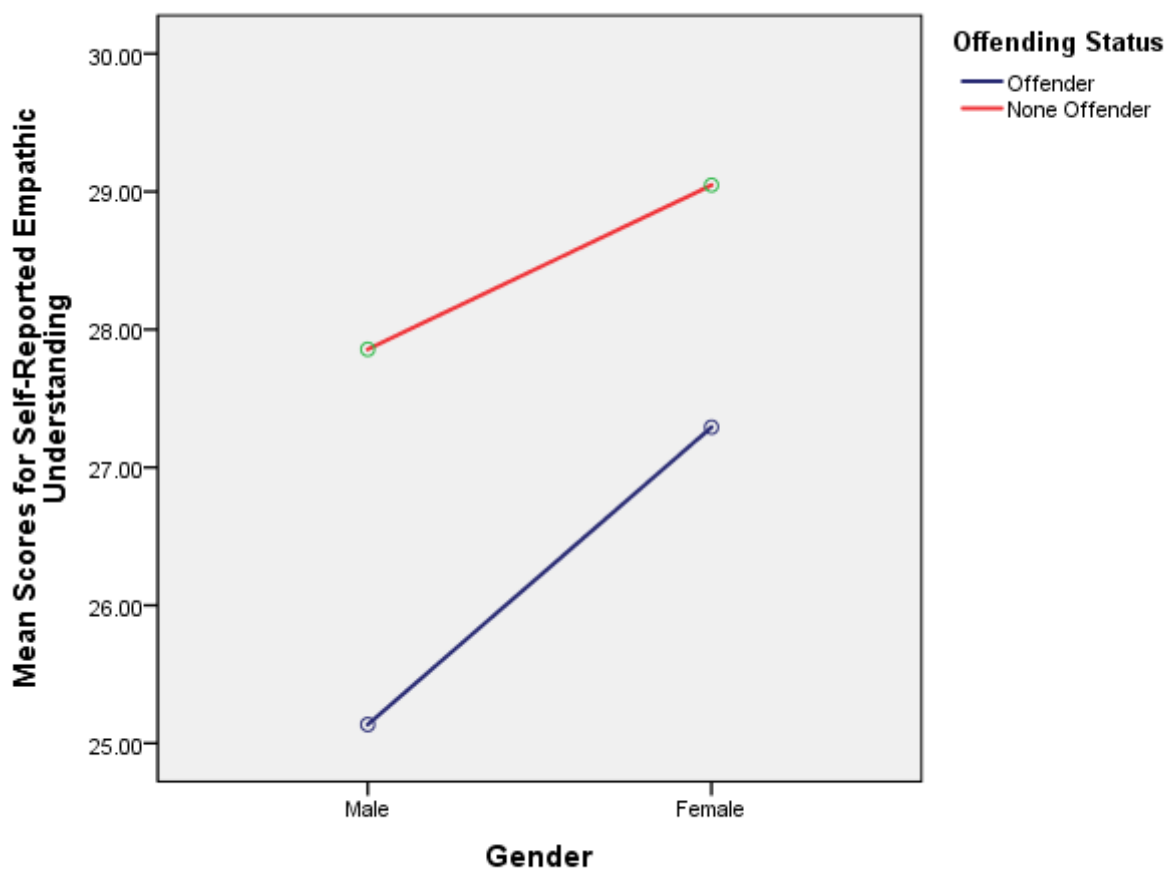 Mean Scores for Self-Reported Empathic
Understanding
30.00
29.00
28.00
27.00
26.00
25.00
Male
Female
Gender
Offending Status
Offender
None Offender